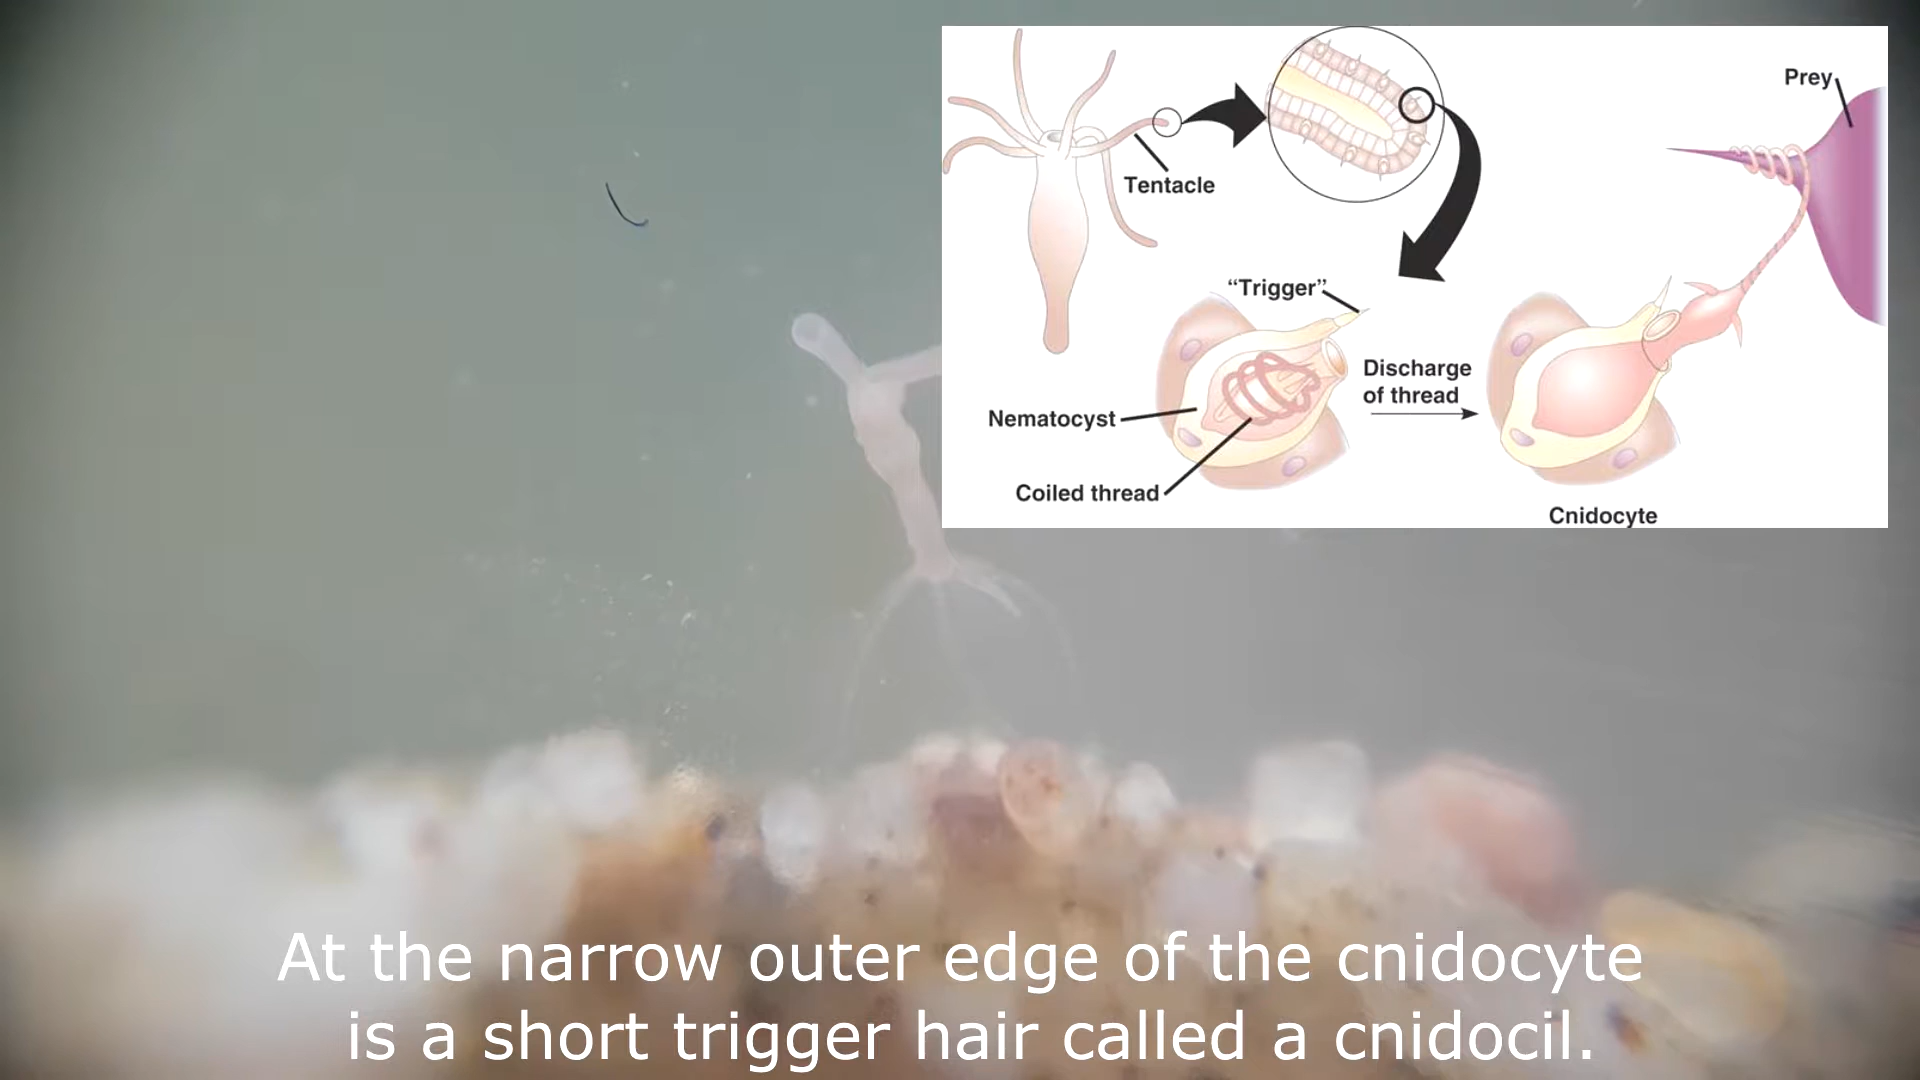 Prey
Tentacle
“Trigger”
Discharge
of thread
Nematocyst
Coiled thread
Cnidocyte
At the narrow outer edge of the cnidocyte
is a short trigger hair called a cnidocil.